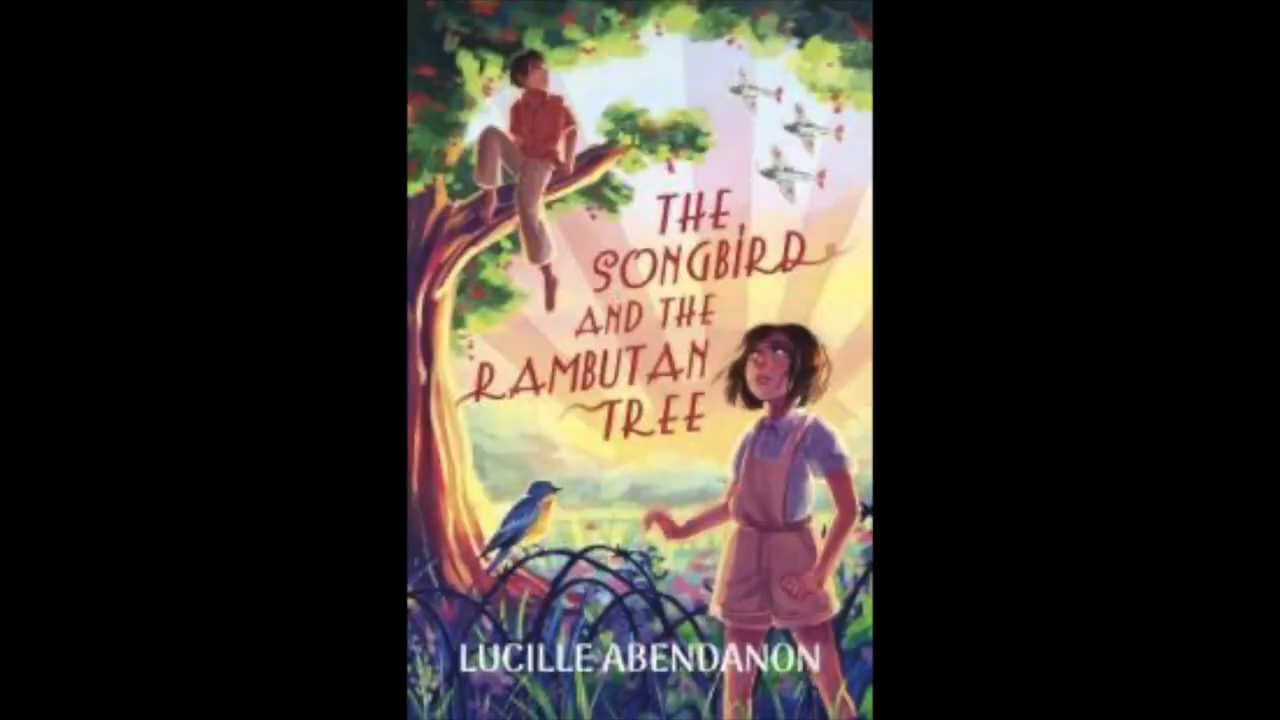 THE
SONGBIRD
AND THE
RAMBUTAN
TREE
LUCILLE ABENDANON